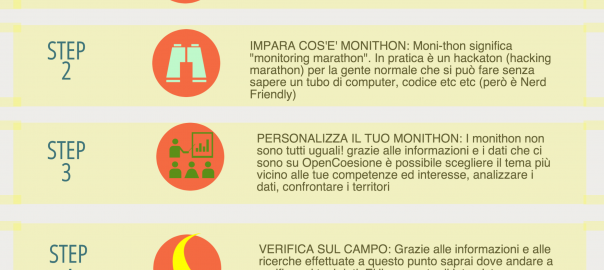 STEP
2
IMPARA COS'E' MONITHON: Moni-thon significa
"monitoring marathon". In pratica è un hackaton (hacking
marathon) per la gente normale che si può fare senza
sapere un tubo di computer, codice etc etc (però è Nerd
Friendly)
STEP
3
PERSONALIZZA IL TUO MONITHON: I monithon non
sono tutti uguali! grazie alle informazioni e i dati che ci
sono su OpenCoesione è possibile scegliere il tema più
vicino alle tue competenze ed interesse, analizzare i
dati, confrontare i territori
STEP
VERIFICA SUL CAMPO: Grazie alle informazioni e alle
ricerche effettuate a questo punto saprai dove andare a